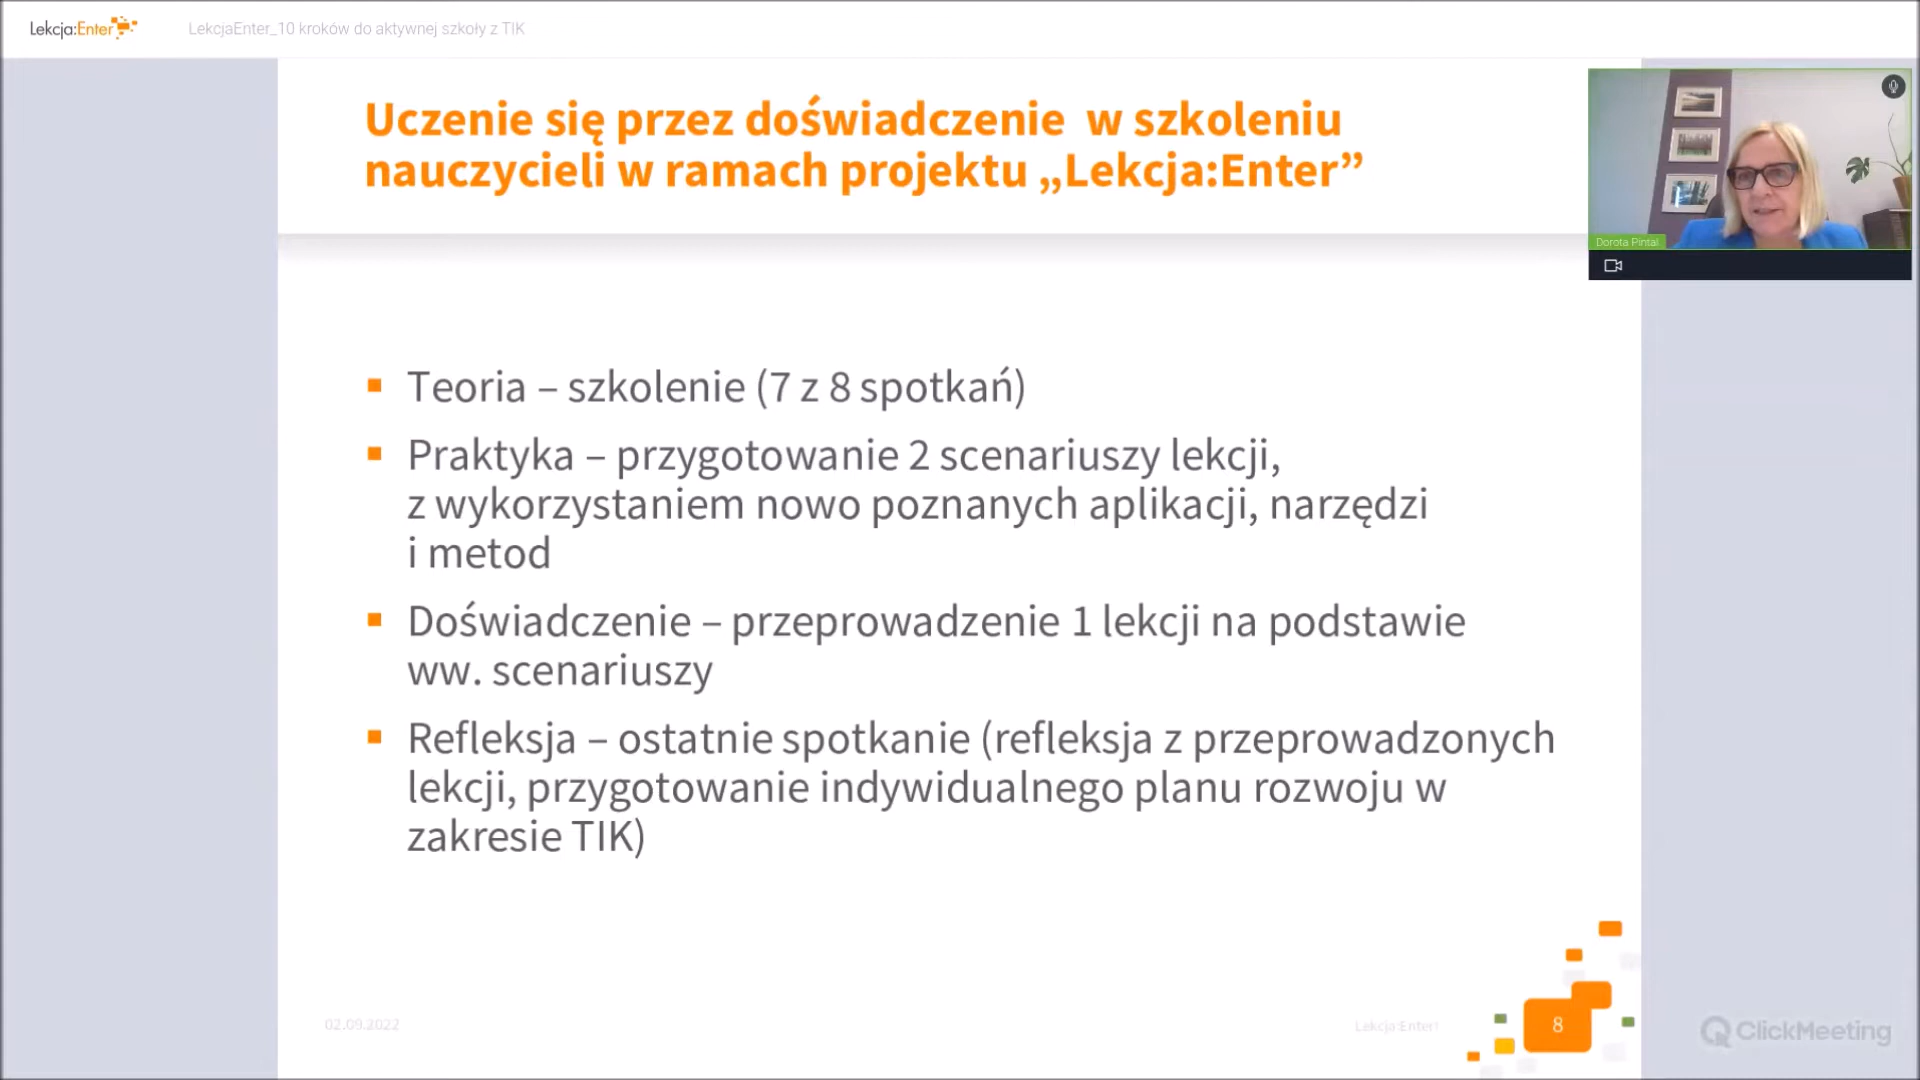 Lekcja:Enter
LekcjaEnter_10 kroków do aktywnej szkoły z TIK
Uczenie się przez doświadczenie w szkoleniu
nauczycieli w ramach projektu „Lekcja:Enter”
Dorota Pintal
▪ Teoria – szkolenie (7 z 8 spotkań)
▪ Praktyka – przygotowanie 2 scenariuszy lekcji,
z wykorzystaniem nowo poznanych aplikacji, narzędzi
i metod
▪ Doświadczenie – przeprowadzenie 1 lekcji na podstawie
ww. scenariuszy
▪ Refleksja – ostatnie spotkanie (refleksja z przeprowadzonych
lekcji, przygotowanie indywidualnego planu rozwoju w
zakresie TIK)
02.09.2022
Lekcja:Enter!
8
ClickMeeting